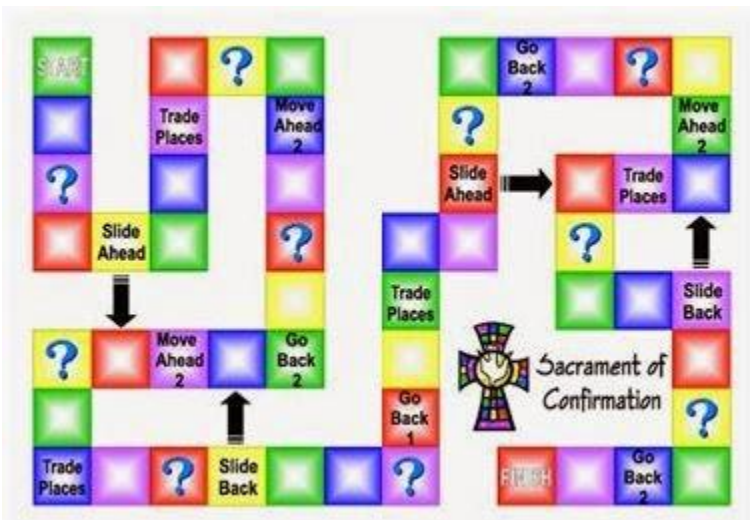 START
?
Go
Back
2
?
Trade
Places
Move
Ahead
2
?
Move
Ahead
2
?
Slide
Ahead
Trade
Places
Slide
Ahead
?
?
Trade
Places
Slide
Back
?
Move
Ahead
2
Go
Back
2
Sacrament of
Confirmation
Go
Back
1
?
Trade
Places
?
Slide
Back
?
FINISH
Go
Back
2